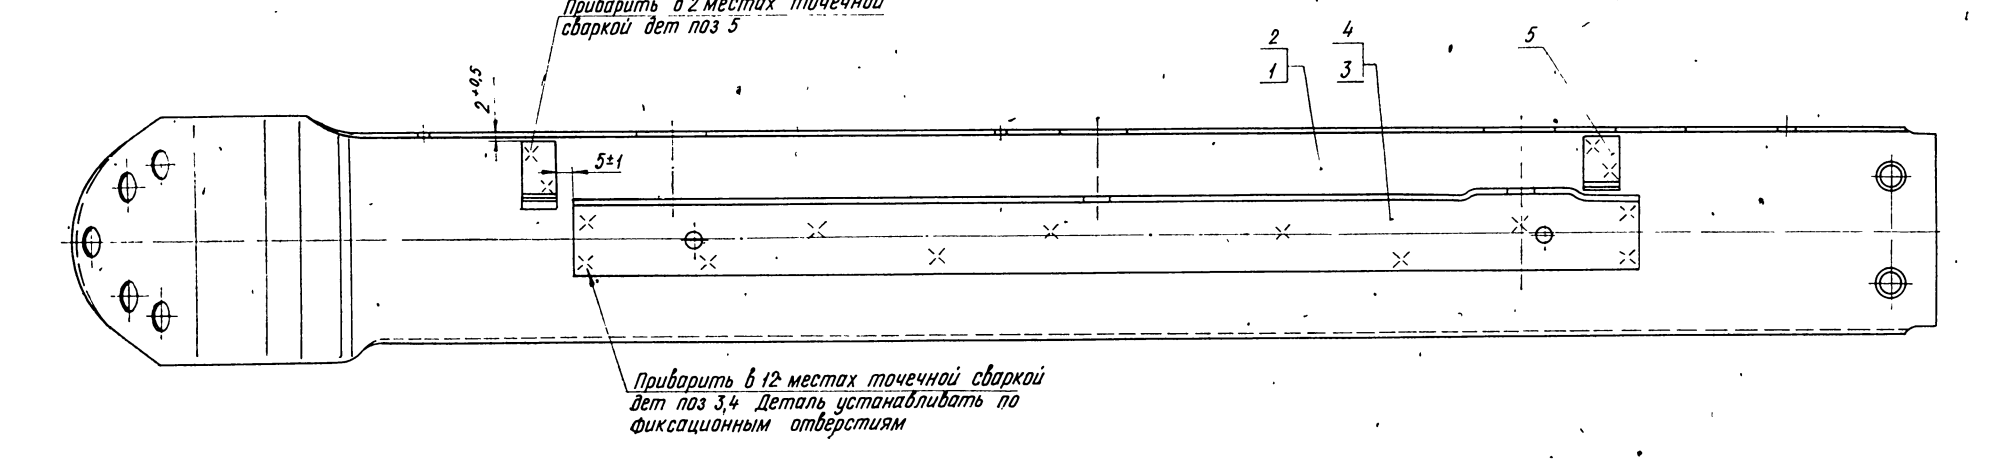 Приварить в 2 местах точечной
сваркой дет поз 5
2 +0,5
5±1
2
1
4
3
5
Приварить в 12 местах точечной сваркой
дет поз 3,4 Деталь устанавливать по
фиксационным отверстиям